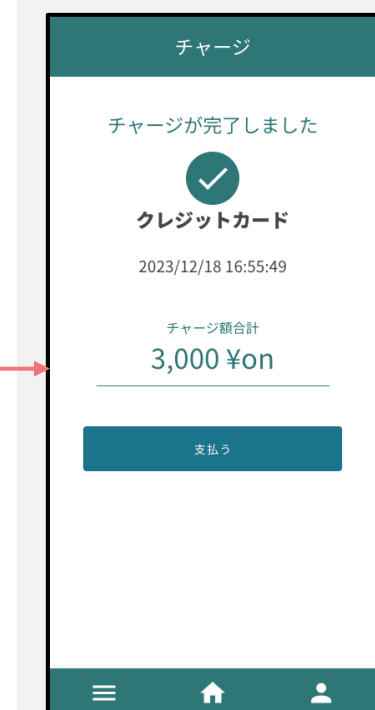 チャージ
チャージが完了しました
クレジットカード
2023/12/18 16:55:49
チャージ額合計
3,000 ¥on
支払う